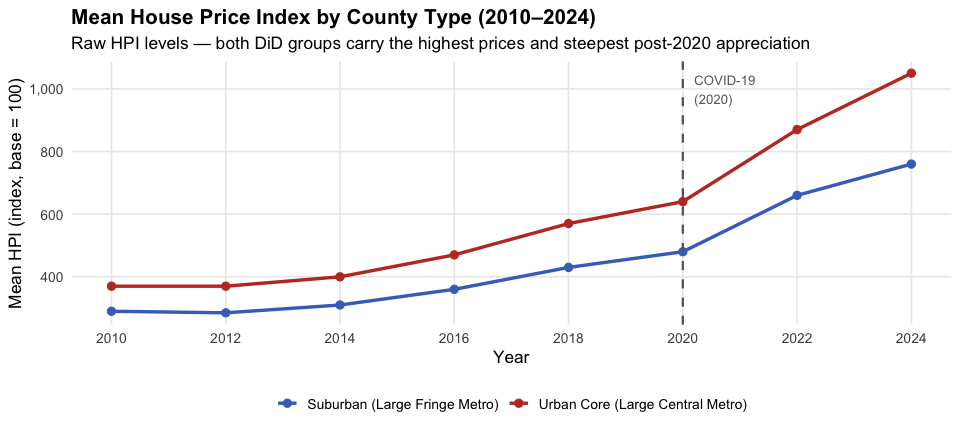 Mean House Price Index by County Type (2010–2024)
Raw HPI levels — both DiD groups carry the highest prices and steepest post-2020 appreciation
Mean HPI (index, base = 100)
1,000
800
600
400
COVID-19
(2020)
2010 2012 2014 2016 2018 2020 2022 2024
Year
Suburban (Large Fringe Metro) Urban Core (Large Central Metro)